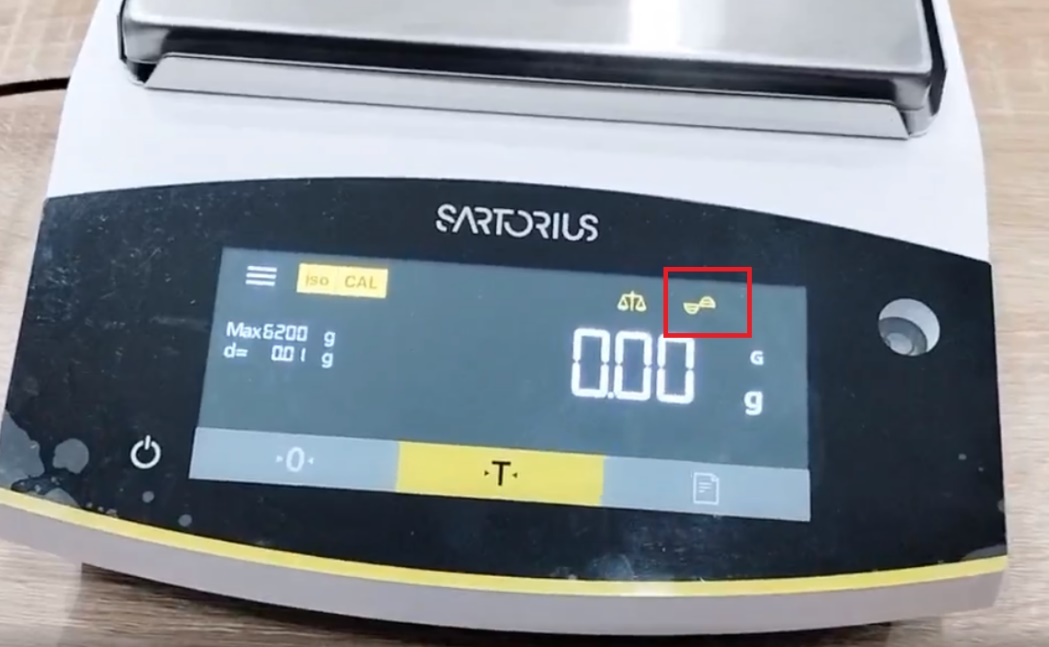 SARTORIUS
iso CAL
Max 6200 g
d= 0.01 g
0.00 G
g
0 T